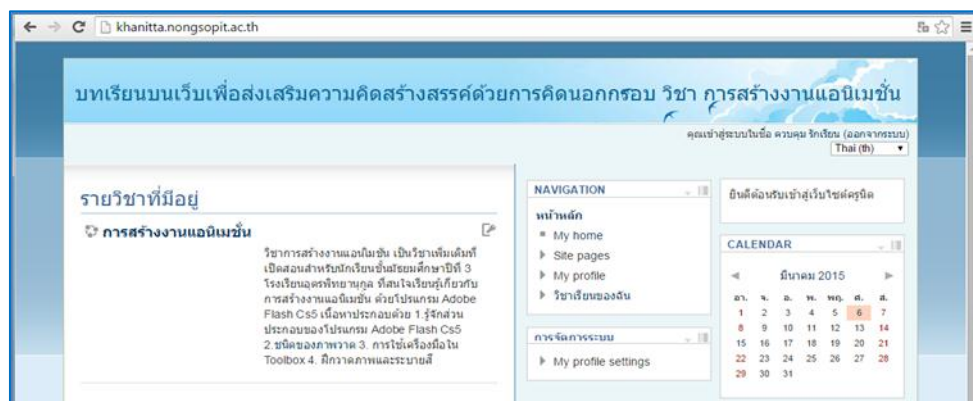 khanitta.nongsopit.ac.th
บทเรียนบนเว็บเพื่อส่งเสริมความคิดสร้างสรรค์ด้วยการคิดนอกกรอบ วิชา การสร้างงานแอนิเมชั่น
คุณเข้าสู่ระบบในชื่อ ควบคุม รักเรียน (ออกจากระบบ)
Thai (th)
รายวิชาที่มีอยู่
การสร้างงานแอนิเมชั่น
วิชาการสร้างงานแอนิเมชัน เป็นวิชาเพิ่มเติมที่
เปิดสอนสำหรับนักเรียนชั้นมัธยมศึกษาปีที่ 3
โรงเรียนอุดรพิทยานุกูล ที่สนใจเรียนรู้เกี่ยวกับ
การสร้างงานแอนิเมชัน ด้วยโปรแกรม Adobe
Flash Cs5 เนื้อหาประกอบด้วย 1.รู้จักส่วน
ประกอบของโปรแกรม Adobe Flash Cs5
2.ชนิดของภาพวาด 3. การใช้เครื่องมือใน
Toolbox 4. ฝึกวาดภาพและระบายสี
NAVIGATION
หน้าหลัก
My home
Site pages
My profile
วิชาเรียนของฉัน
การจัดการระบบ
My profile settings
ยินดีต้อนรับเข้าสู่เว็บไซต์ครูนิต
CALENDAR
มีนาคม 2015
อา. จ. อ. พ. พฤ. ศ. ส.
1 2 3 4 5 6 7
8 9 10 11 12 13 14
15 16 17 18 19 20 21
22 23 24 25 26 27 28
29 30 31